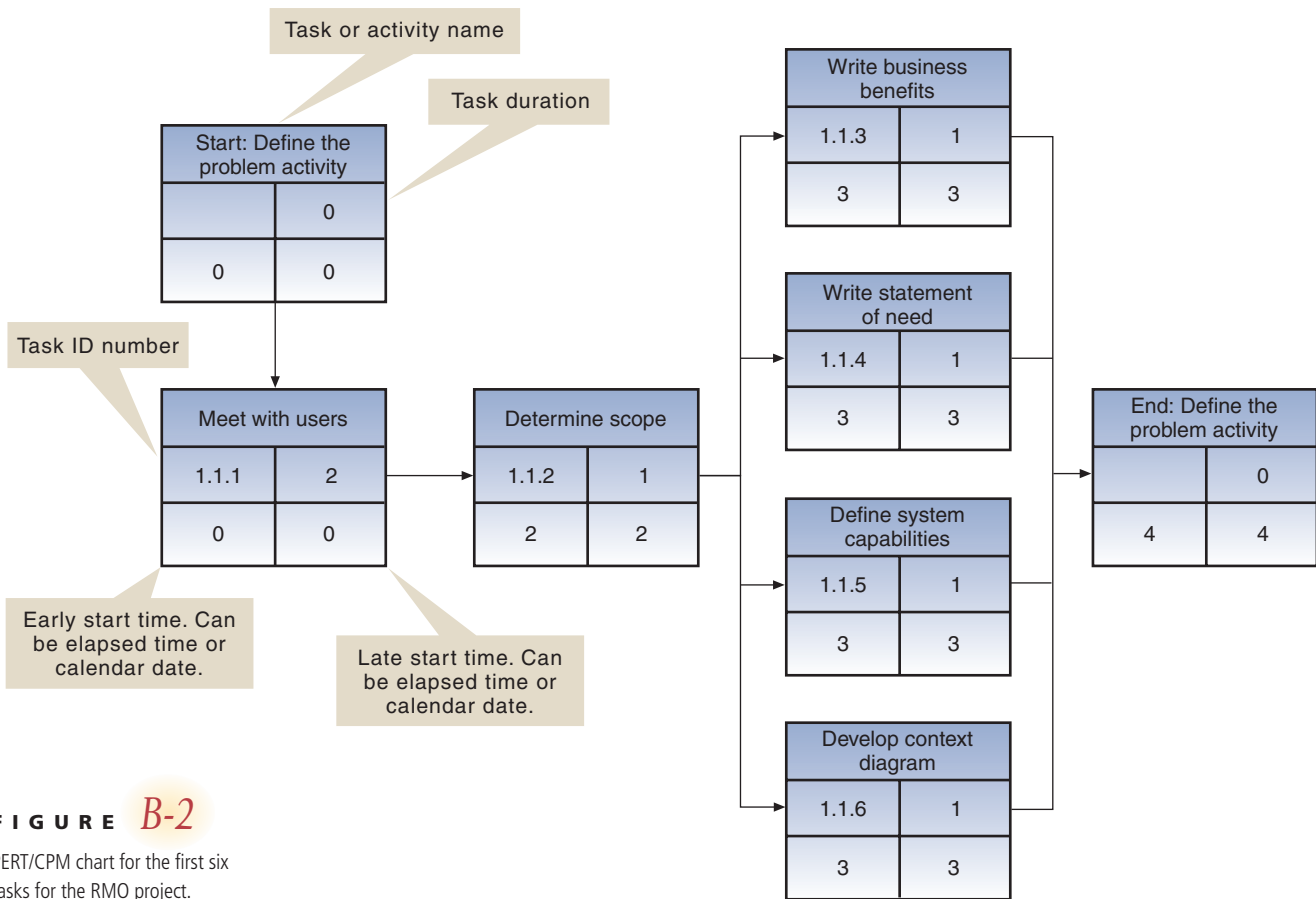 Task or activity name
Task duration
Start: Define the
problem activity
0
0 0
Task ID number
Meet with users
1.1.1 2
0 0
Early start time. Can
be elapsed time or
calendar date.
Late start time. Can
be elapsed time or
calendar date.
Determine scope
1.1.2 1
2 2
Write business
benefits
1.1.3 1
3 3
Write statement
of need
1.1.4 1
3 3
Define system
capabilities
1.1.5 1
3 3
Develop context
diagram
1.1.6 1
3 3
End: Define the
problem activity
0
4 4
FIGURE B-2
PERT/CPM chart for the first six
tasks for the RMO project.